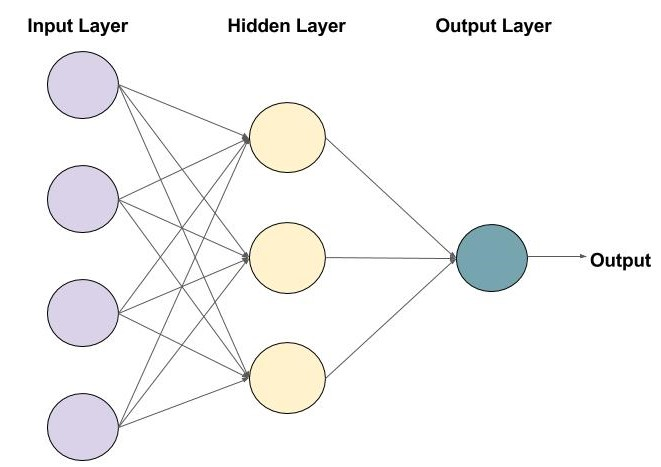 Input Layer
Hidden Layer
Output Layer
Output